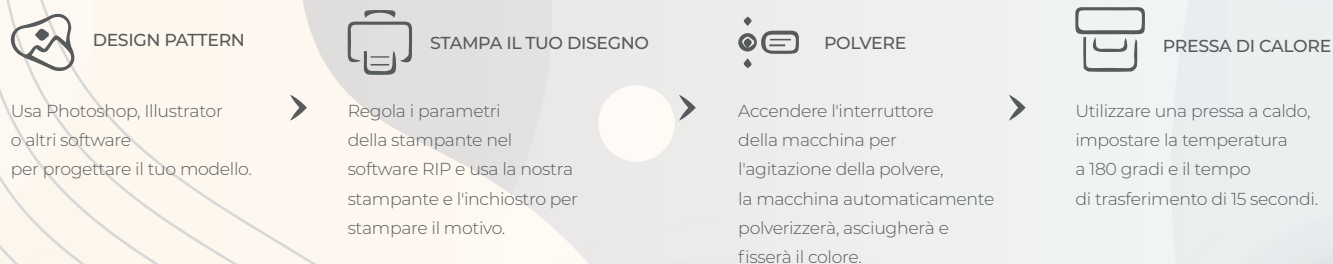 DESIGN PATTERN
Usa Photoshop, Illustrator
o altri software
per progettare il tuo modello.
STAMPA IL TUO DISEGNO
Regola i parametri
della stampante nel
software RIP e usa la nostra
stampante e l'inchiostro per
stampare il motivo.
POLVERE
Accendere l'interruttore
della macchina per
l'agitazione della polvere,
la macchina automaticamente
polverizzerà, asciugherà e
fisserà il colore.
PRESSA DI CALORE
Utilizzare una pressa a caldo,
impostare la temperatura
a 180 gradi e il tempo
di trasferimento di 15 secondi.